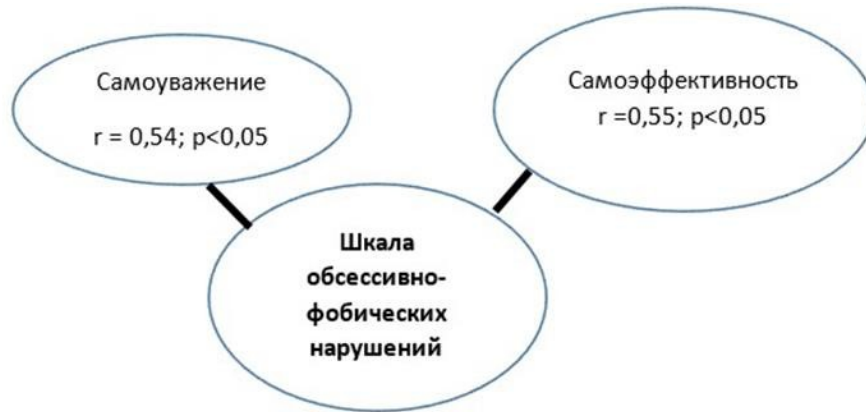 Самоуважение
r = 0,54; p<0,05
Самоэффективность
r =0,55; p<0,05
Шкала
обсессивно-
фобических
нарушений